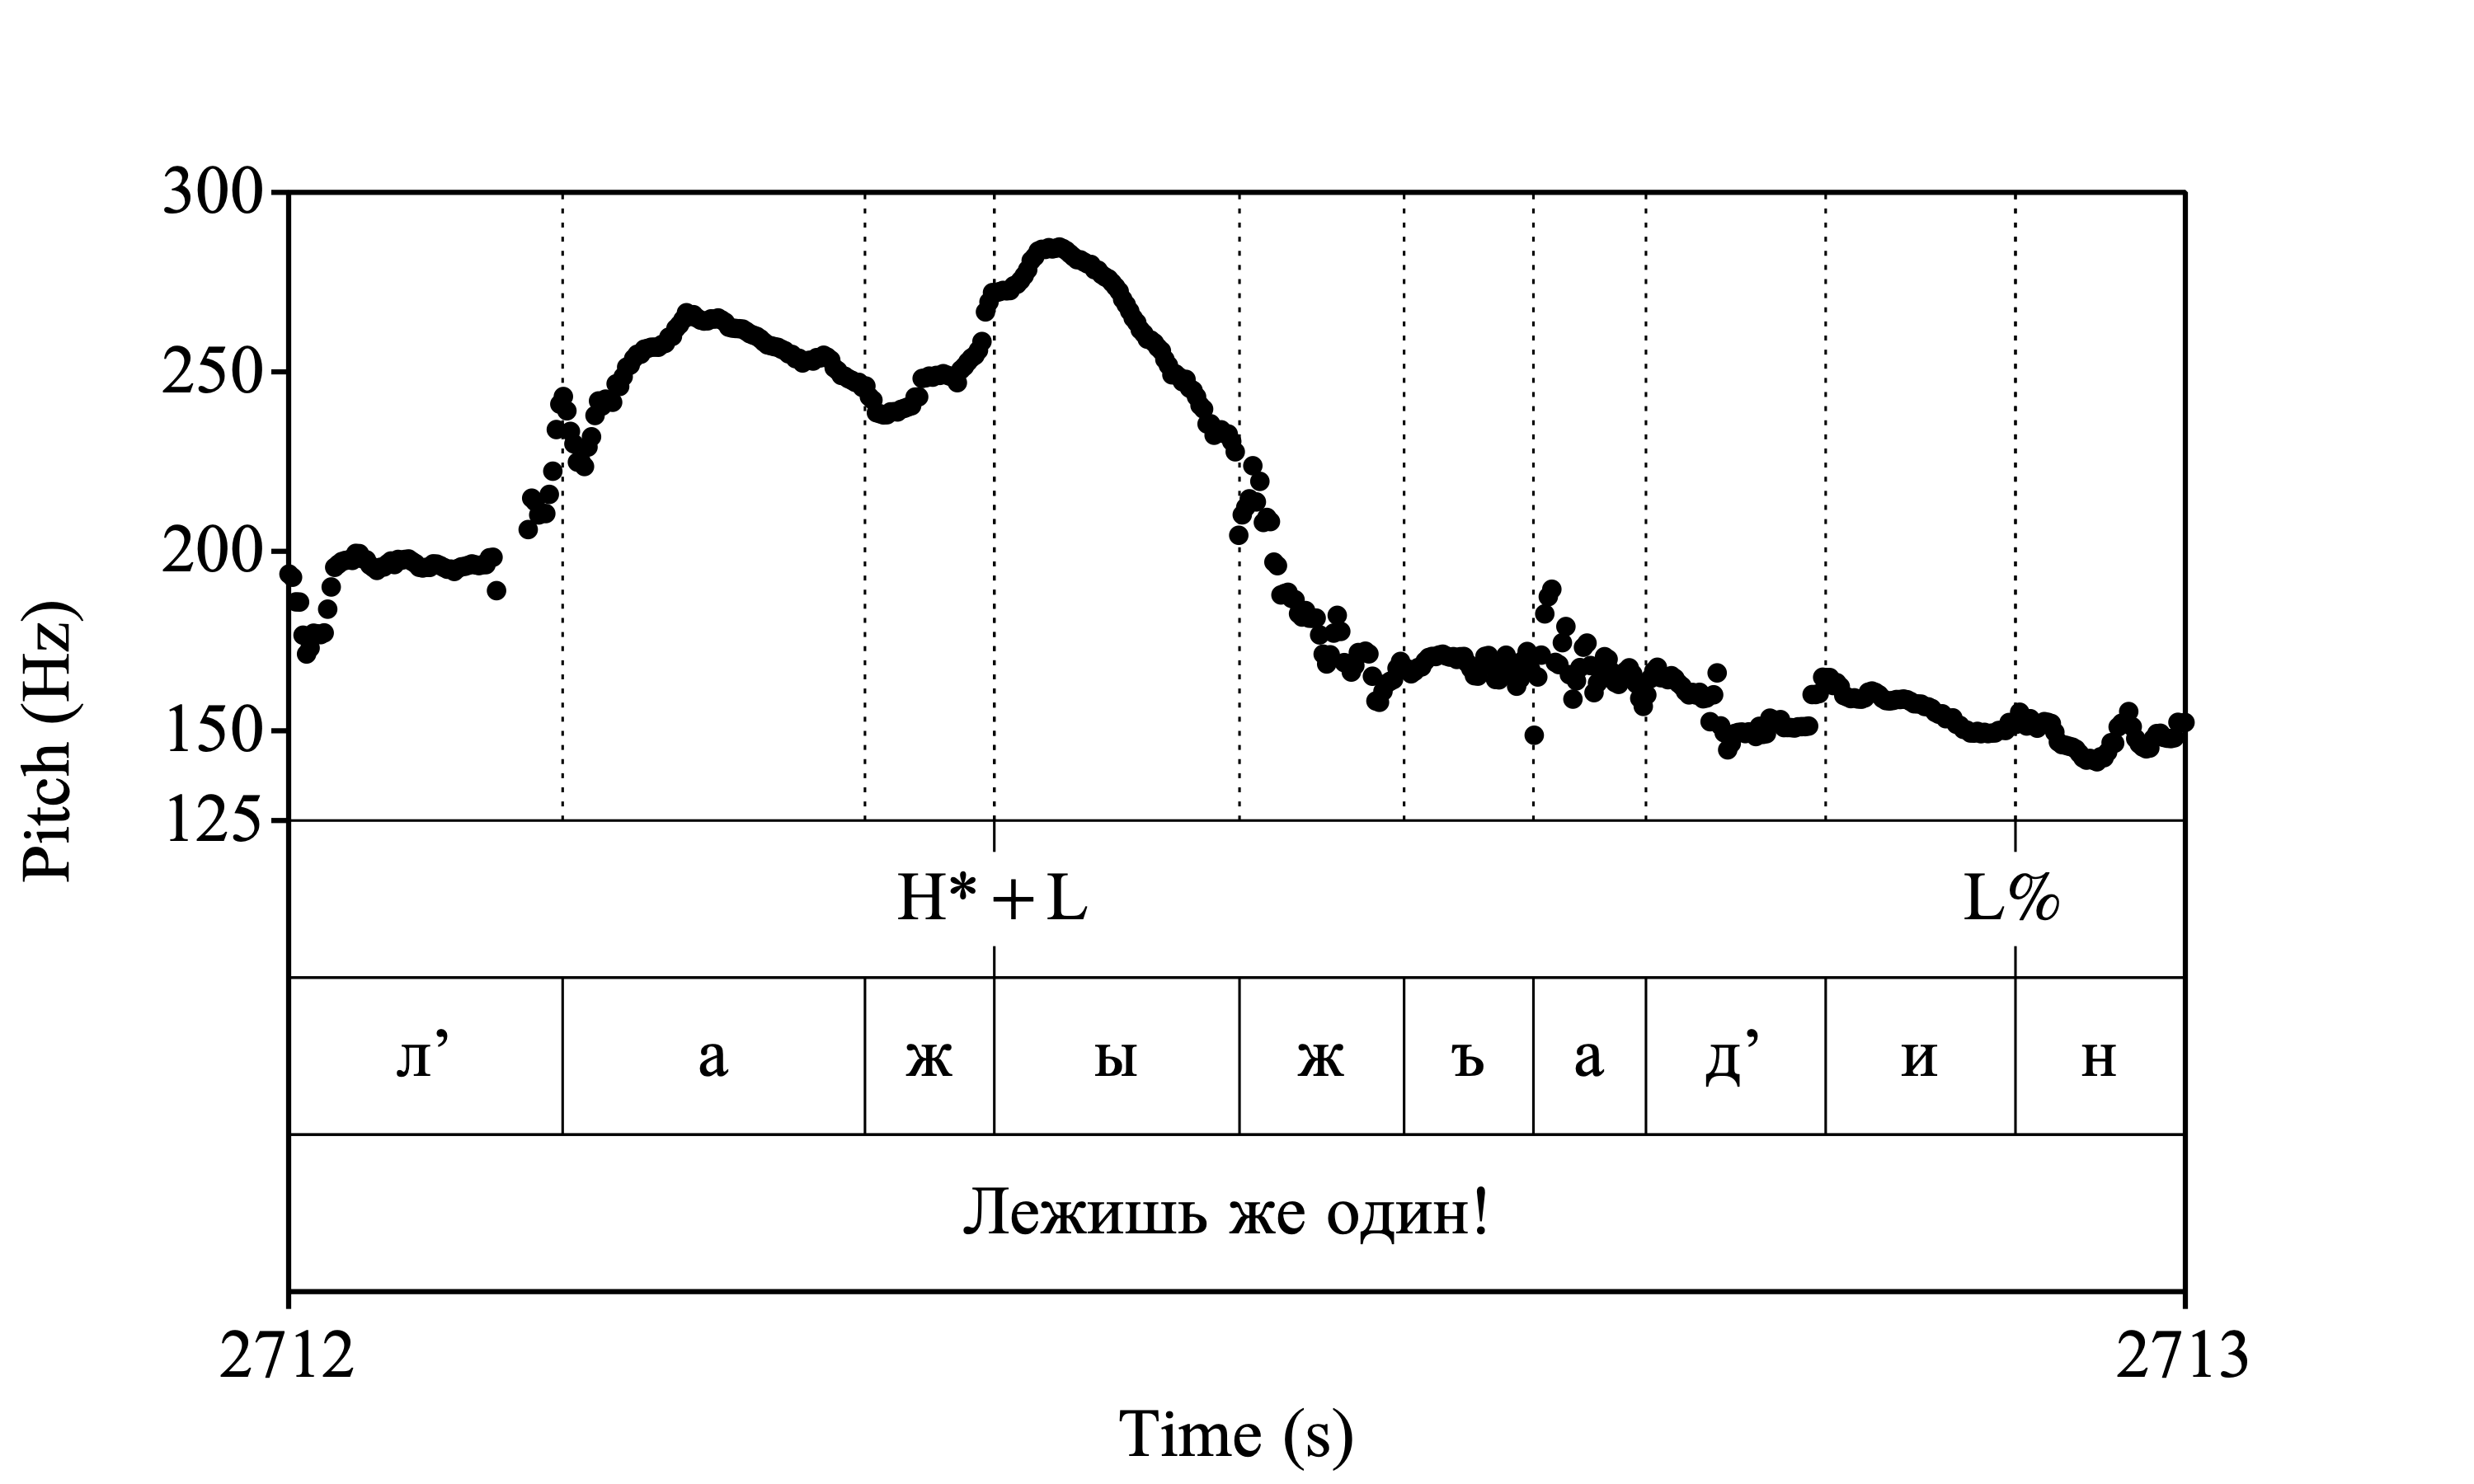 300
250
200
150
125
Pitch (Hz)
H* + L L%
л’ а ж ы ж ъ а д’ и н
Лежишь же один!
2712 2713
Time (s)